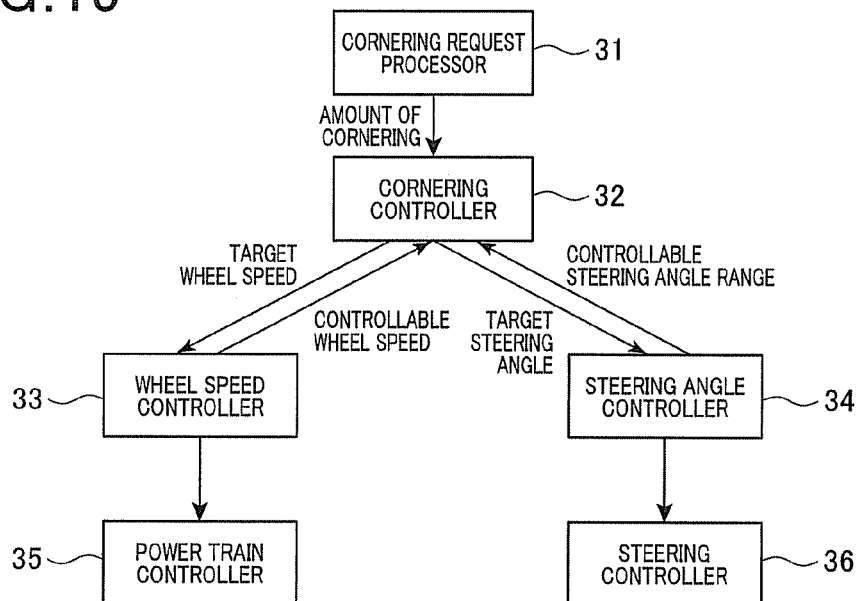 CORNERING REQUEST
PROCESSOR
31
AMOUNT OF
CORNERING
CORNERING
CONTROLLER
32
TARGET
WHEEL SPEED
CONTROLLABLE
STEERING ANGLE RANGE
CONTROLLABLE
WHEEL SPEED
TARGET
STEERING
ANGLE
33
WHEEL SPEED
CONTROLLER
STEERING ANGLE
CONTROLLER
34
35
POWER TRAIN
CONTROLLER
STEERING
CONTROLLER
36